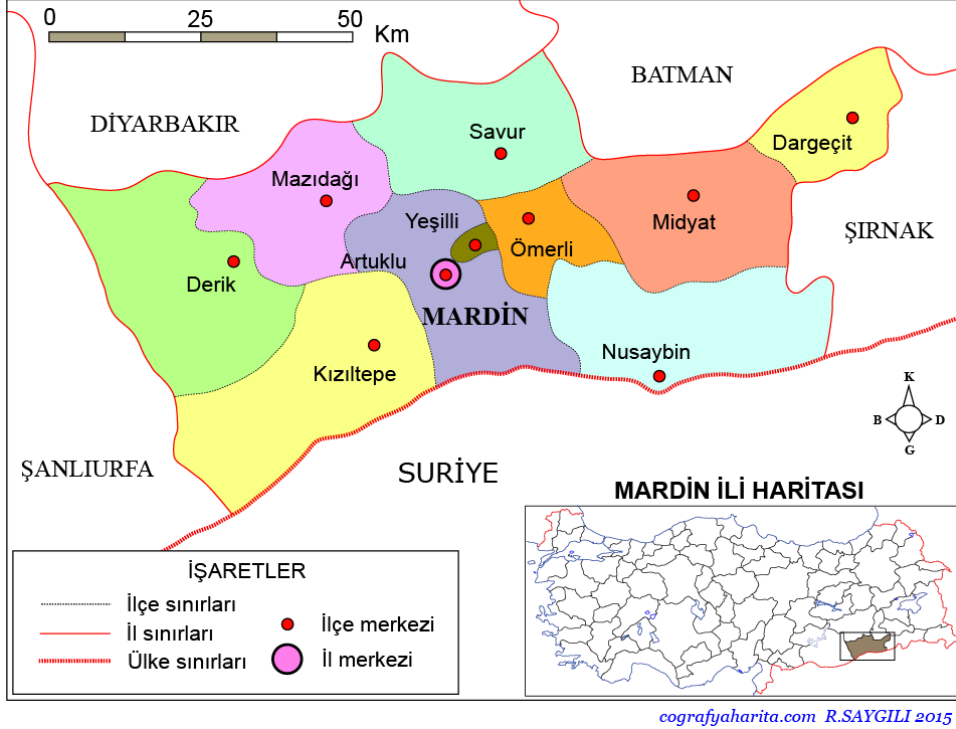 0 25 50
Km
BATMAN
DİYARBAKIR
Savur
Dargeçit
Mazıdağı
Yeşilli
Midyat
ŞIRNAK
Ömerli
Artuklu
Derik
MARDİN
Nusaybin
Kızıltepe
K
B D
G
ŞANLIURFA
SURİYE
MARDİN İLİ HARİTASI
İŞARETLER
İlçe sınırları
İl sınırları
Ülke sınırları
İlçe merkezi
İl merkezi
cografyaharita.com R.SAYGILI 2015